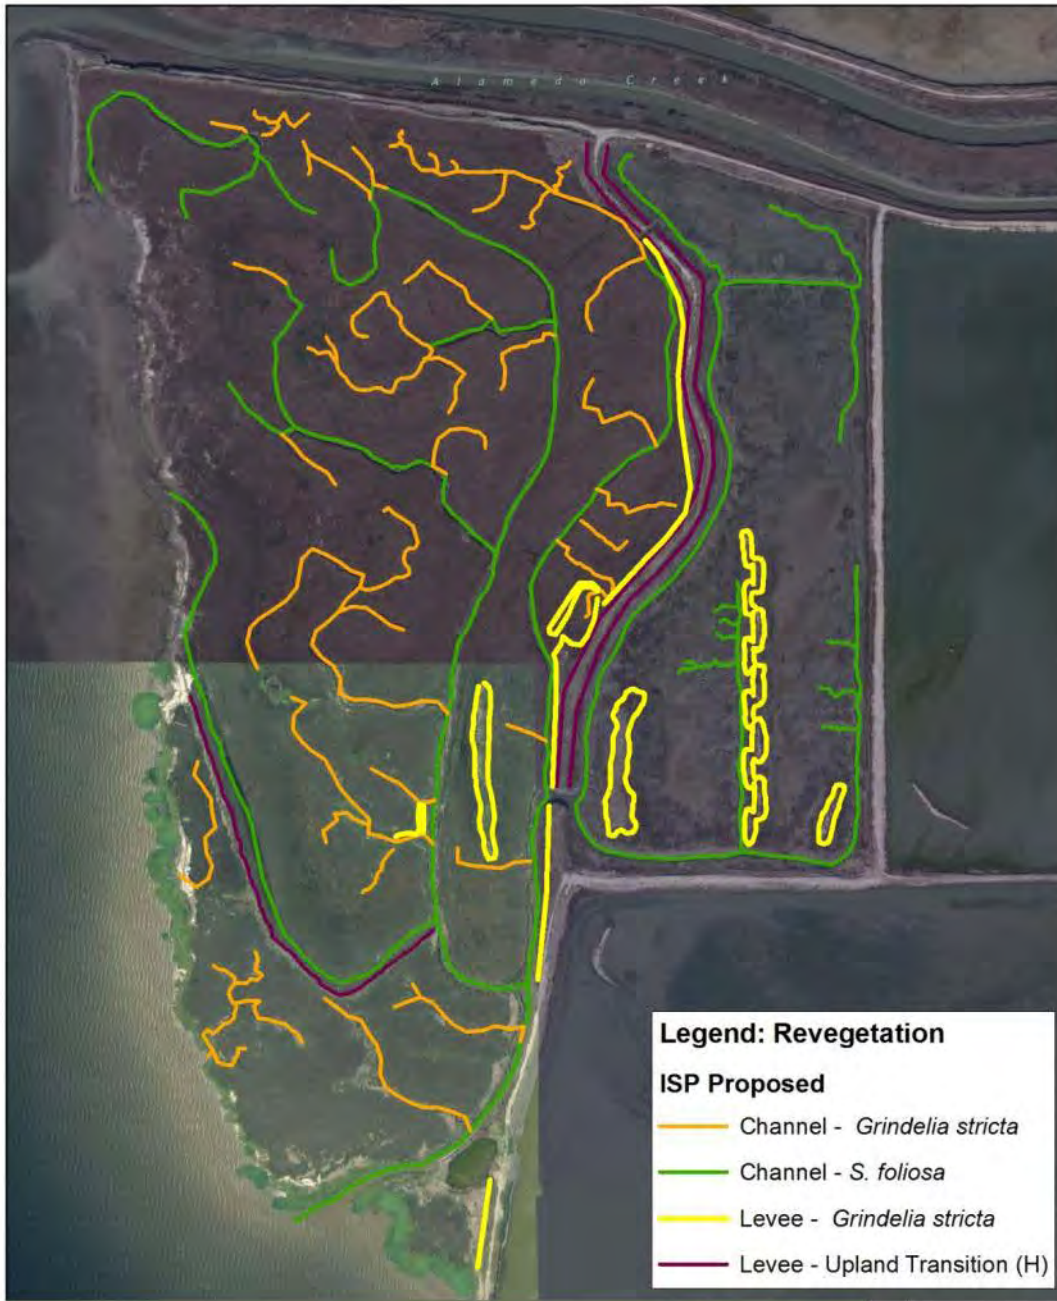 Alameda Creek
Legend: Revegetation
ISP Proposed
Channel - Grindelia stricta
Channel - S. foliosa
Levee - Grindelia stricta
Levee - Upland Transition (H)